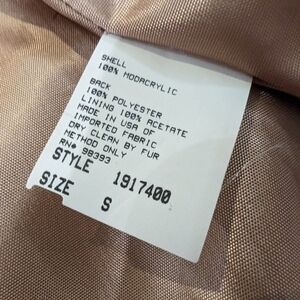 SHELL
100% MODACRYLIC
BACK
100% POLYESTER
LINING 100% ACETATE
MADE IN USA OF
IMPORTED FABRIC
DRY CLEAN BY FUR
METHOD ONLY
RN# 98393
STYLE 1917400
SIZE S